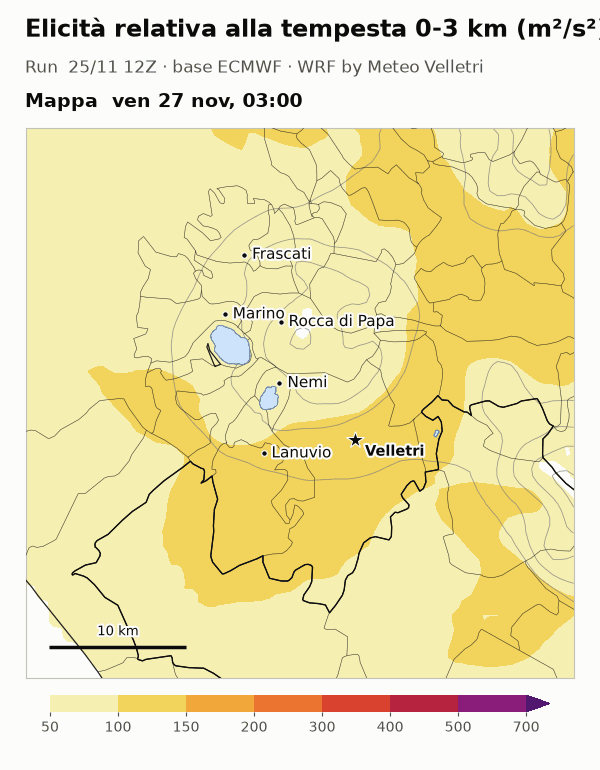 Elicità relativa alla tempesta 0-3 km (m²/s²)
Run  25/11 12Z · base ECMWF · WRF by Meteo Velletri
Mappa  ven 27 nov, 03:00
Frascati
Marino
Rocca di Papa
Nemi
Velletri
Lanuvio
10 km
50 100 150 200 300 400 500 700